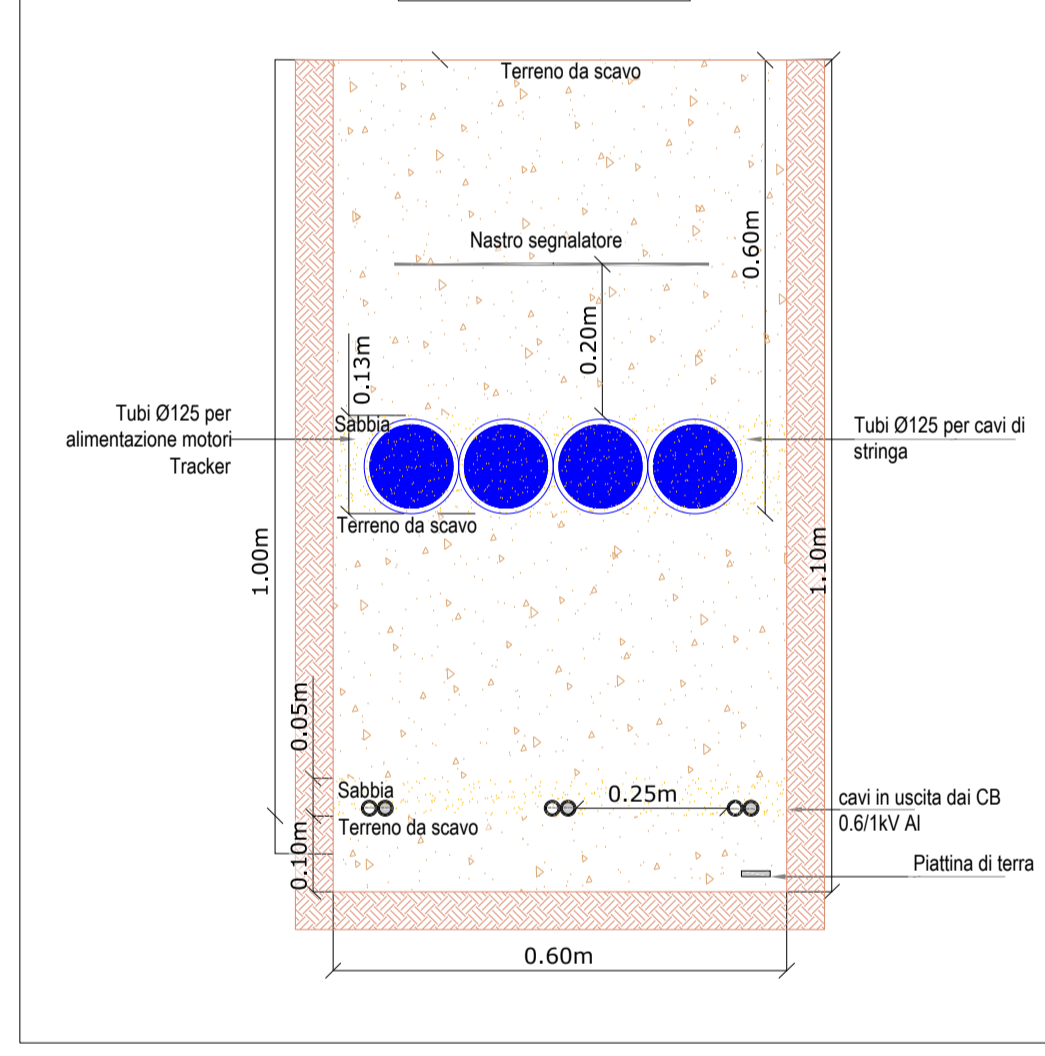 Terreno da scavo
Nastro segnalatore
0.60m
0.20m
0.13m
Sabbia
Tubi Ø125 per
alimentazione motori
Tracker
Tubi Ø125 per cavi di
stringa
Terreno da scavo
1.00m
1.10m
0.05m
Sabbia
0.25m
cavi in uscita dai CB
0.6/1kV Al
Terreno da scavo
0.10m
Piattina di terra
0.60m